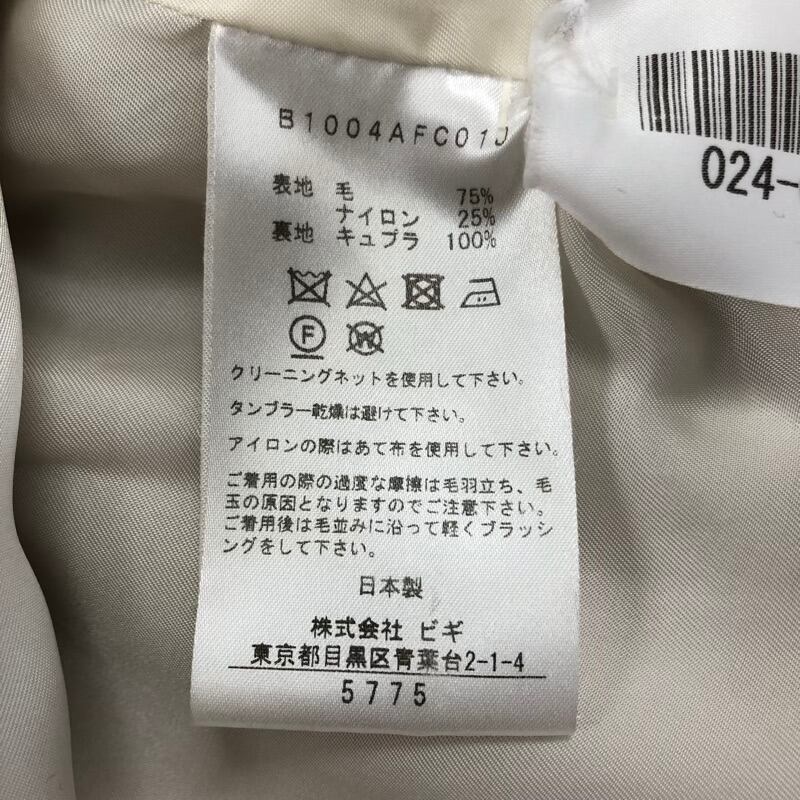 B1004AFC01J
表地 毛 75%
ナイロン 25%
裏地 キュプラ 100%
F W
クリーニングネットを使用して下さい。
タンブラー乾燥は避けて下さい。
アイロンの際はあて布を使用して下さい。
ご着用の際の過度な摩擦は毛羽立ち、毛
玉の原因となりますのでご注意下さい。
ご着用後は毛並みに沿って軽くブラッシ
ングをして下さい。
日本製
株式会社 ビギ
東京都目黒区青葉台2-1-4
5775
024-